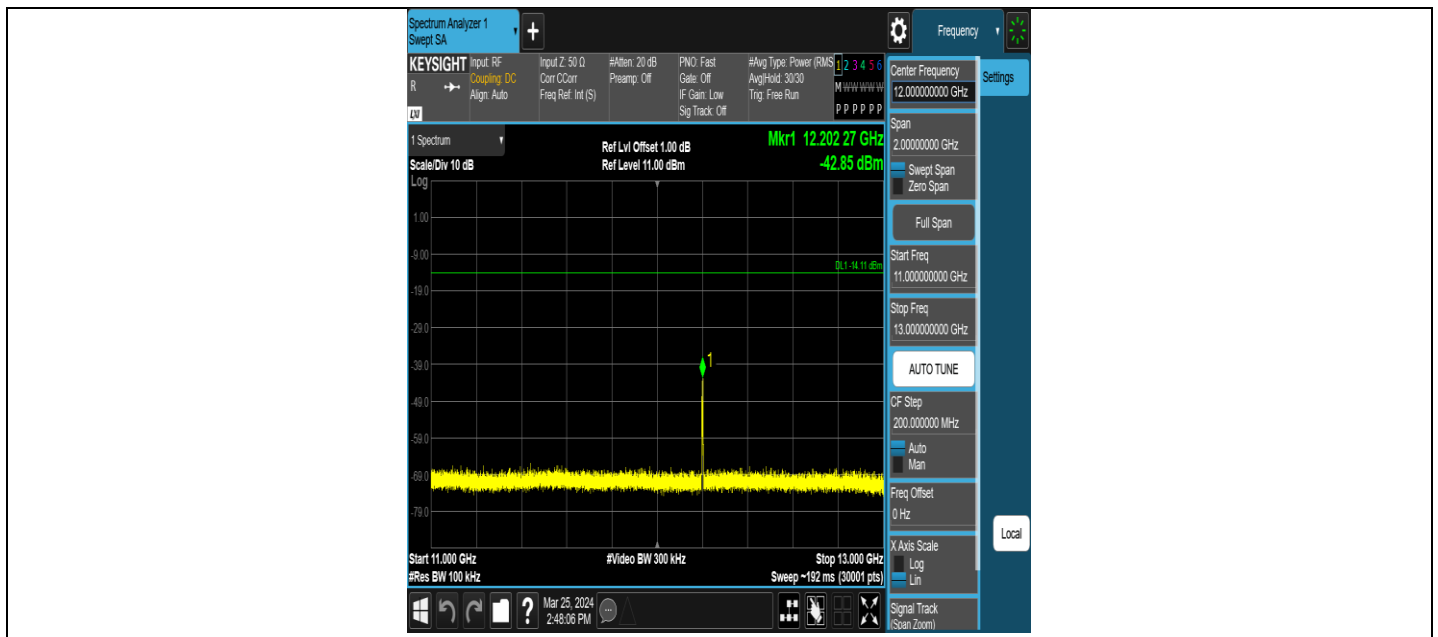 Spectrum Analyzer 1
Swept SA
Frequency
KEYSIGHT
R
LXI
Input: RF
Coupling: DC
Align: Auto
Input Z: 50 Ω
Corr CCorr
Freq Ref: Int (S)
#Atten: 20 dB
Preamp: Off
PNO: Fast
Gate: Off
IF Gain: Low
Sig Track: Off
#Avg Type: Power (RMS
Avg|Hold: 30/30
Trig: Free Run
1 2 3 4 5 6
M W W W W W
P P P P P P
1 Spectrum
Scale/Div 10 dB
Log
Ref Lvl Offset 1.00 dB
Ref Level 11.00 dBm
Mkr1 12.202 27 GHz
-42.85 dBm
1.00
-9.00
DL1 -14.11 dBm
-19.0
-29.0
-39.0
1
-49.0
-59.0
-69.0
-79.0
Start 11.000 GHz
#Video BW 300 kHz
Stop 13.000 GHz
#Res BW 100 kHz
Sweep ~192 ms (30001 pts)
Center Frequency
12.00000000 GHz
Settings
Span
2.00000000 GHz
Swept Span
Zero Span
Full Span
Start Freq
11.000000000 GHz
Stop Freq
13.000000000 GHz
AUTO TUNE
CF Step
200.000000 MHz
Auto
Man
Freq Offset
0 Hz
X Axis Scale
Log
Lin
Local
Signal Track
(Span Zoom)
?
Mar 25, 2024
2:48:06 PM